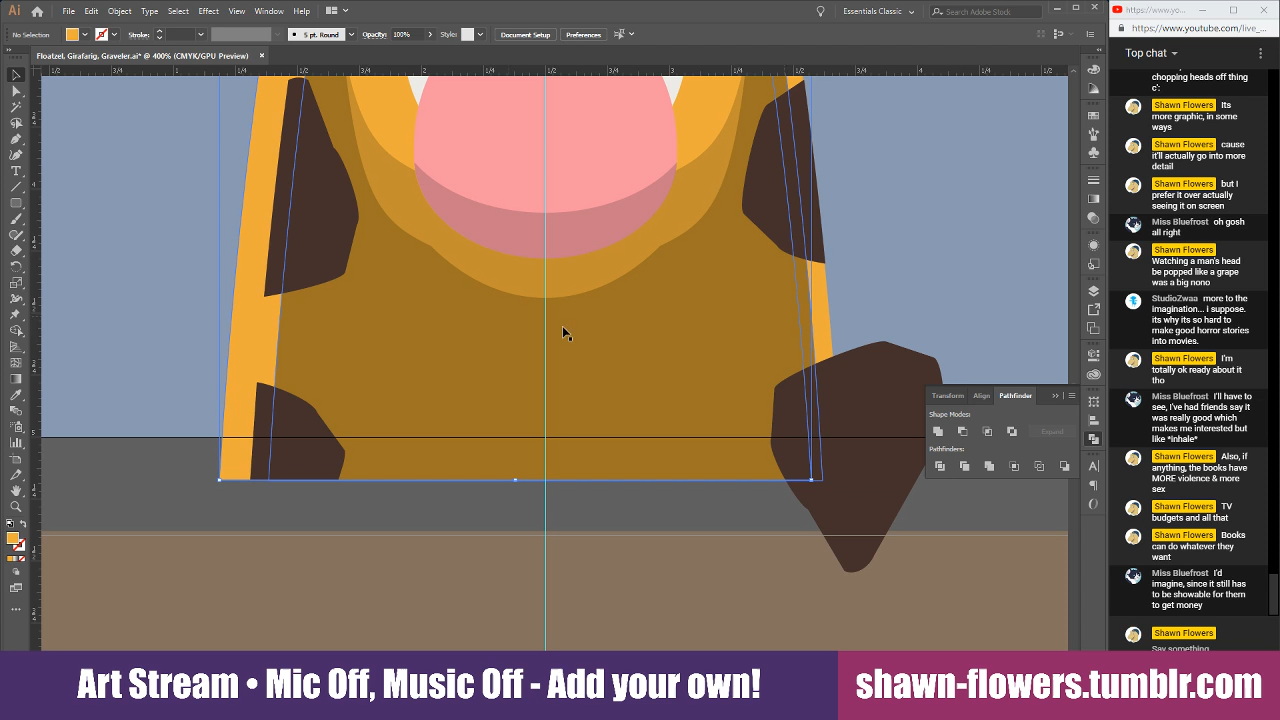 Ai
File Edit Object Type Select Effect View Window Help
Essentials Classic
Search Adobe Stock
No Selection
Stroke:
5 pt. Round
Opacity: 100%
Style:
Document Setup
Preferences
Floatzel, Girafarig, Graveler.ai* @ 400% (CMYK/GPU Preview)
Transform Align Pathfinder
Shape Modes:
Expand
Pathfinders:
https://www.y...
https://www.youtube.com/live_...
Top chat
chopping heads off thing
c':
Shawn Flowers Its
more graphic, in some
ways
Shawn Flowers cause
it'll actually go into more
detail
Shawn Flowers but I
prefer it over actually
seeing it on screen
Miss Bluefrost oh gosh
all right
Shawn Flowers
Watching a man's head
be popped like a grape
was a big nono
StudioZwaa more to the
imagination... i suppose.
its why its so hard to
make good horror stories
into movies.
Shawn Flowers I'm
totally ok ready about it
tho
Miss Bluefrost I'll have to
see, I've had friends say it
was really good which
makes me interested but
like *inhale*
Shawn Flowers Also, if
anything, the books have
MORE violence & more
sex
Shawn Flowers TV
budgets and all that
Shawn Flowers Books
can do whatever they
want
Miss Bluefrost I'd
imagine, since it still has
to be showable for them
to get money
Shawn Flowers
Say something
Art Stream • Mic Off, Music Off - Add your own!
shawn-flowers.tumblr.com